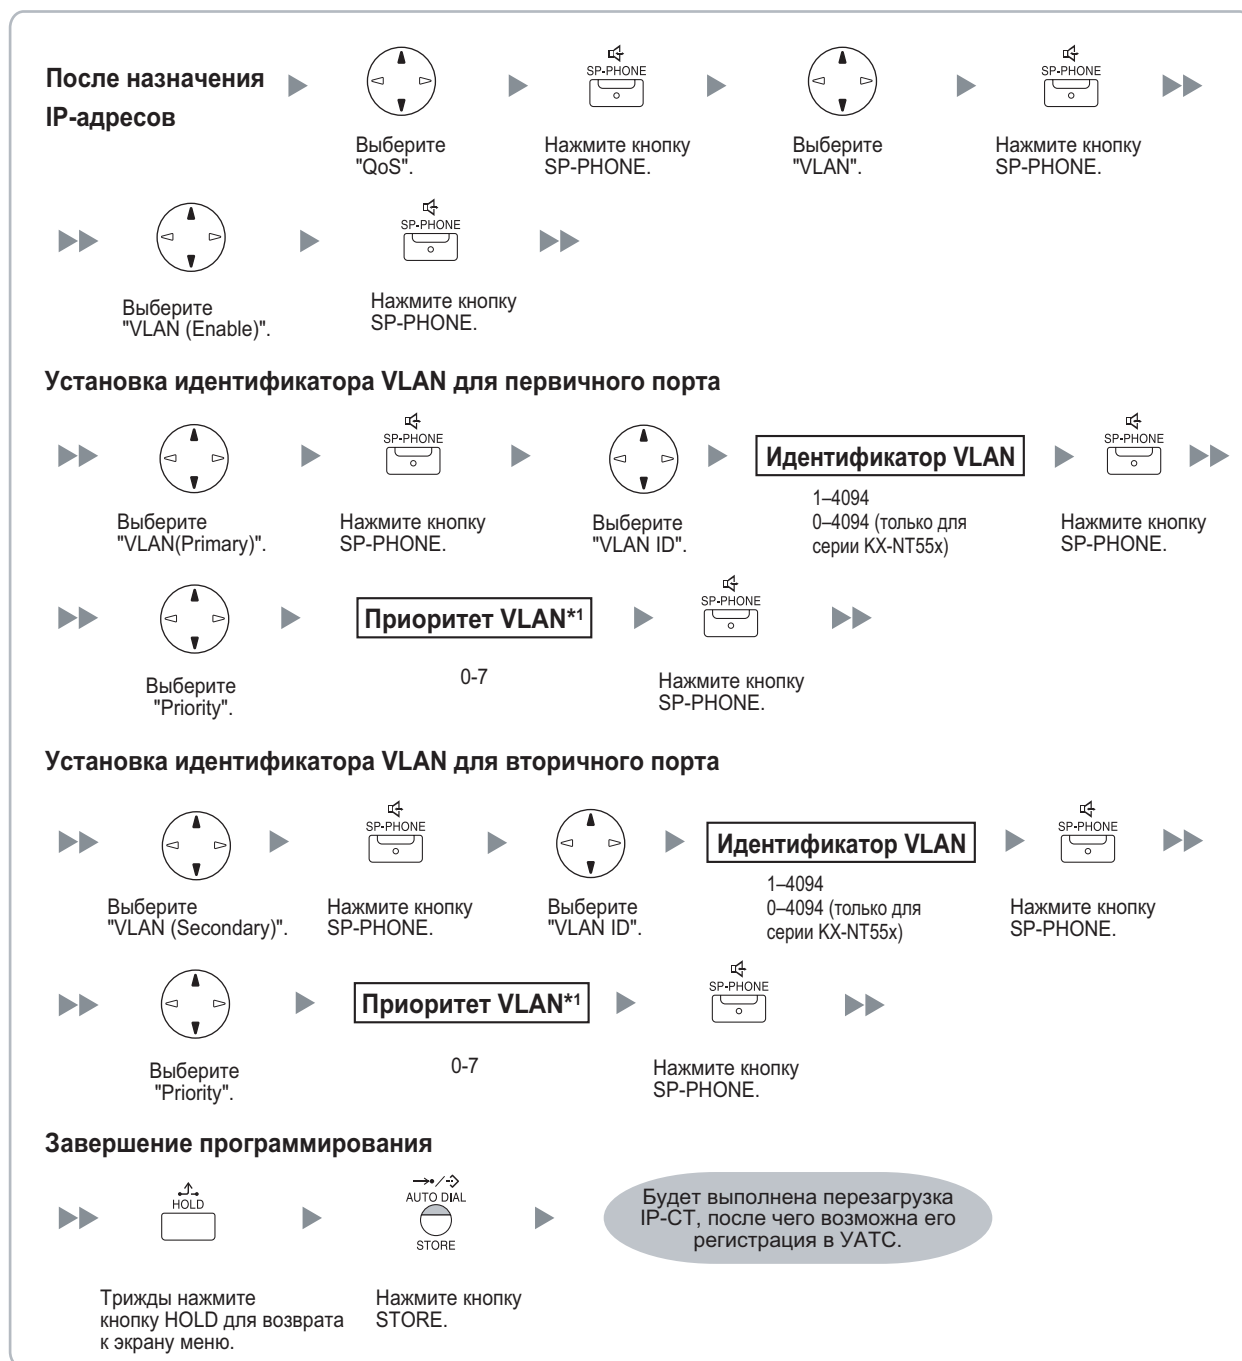 После назначения
IP-адресов
SP-PHONE
SP-PHONE
Выберите
"QoS".
Нажмите кнопку
SP-PHONE.
Выберите
"VLAN".
Нажмите кнопку
SP-PHONE.
SP-PHONE
Выберите
"VLAN (Enable)".
Нажмите кнопку
SP-PHONE.
Установка идентификатора VLAN для первичного порта
SP-PHONE
Идентификатор VLAN
SP-PHONE
Выберите
"VLAN(Primary)".
Нажмите кнопку
SP-PHONE.
Выберите
"VLAN ID".
1–4094
0–4094 (только для
серии KX-NT55x)
Нажмите кнопку
SP-PHONE.
Приоритет VLAN*1
SP-PHONE
Выберите
"Priority".
0-7
Нажмите кнопку
SP-PHONE.
Установка идентификатора VLAN для вторичного порта
SP-PHONE
Идентификатор VLAN
SP-PHONE
Выберите
"VLAN (Secondary)".
Нажмите кнопку
SP-PHONE.
Выберите
"VLAN ID".
1–4094
0–4094 (только для
серии KX-NT55x)
Нажмите кнопку
SP-PHONE.
Приоритет VLAN*1
SP-PHONE
Выберите
"Priority".
0-7
Нажмите кнопку
SP-PHONE.
Завершение программирования
HOLD
AUTO DIAL
STORE
Будет выполнена перезагрузка
IP-СТ, после чего возможна его
регистрация в УАТС.
Трижды нажмите
кнопку HOLD для возврата
к экрану меню.
Нажмите кнопку
STORE.